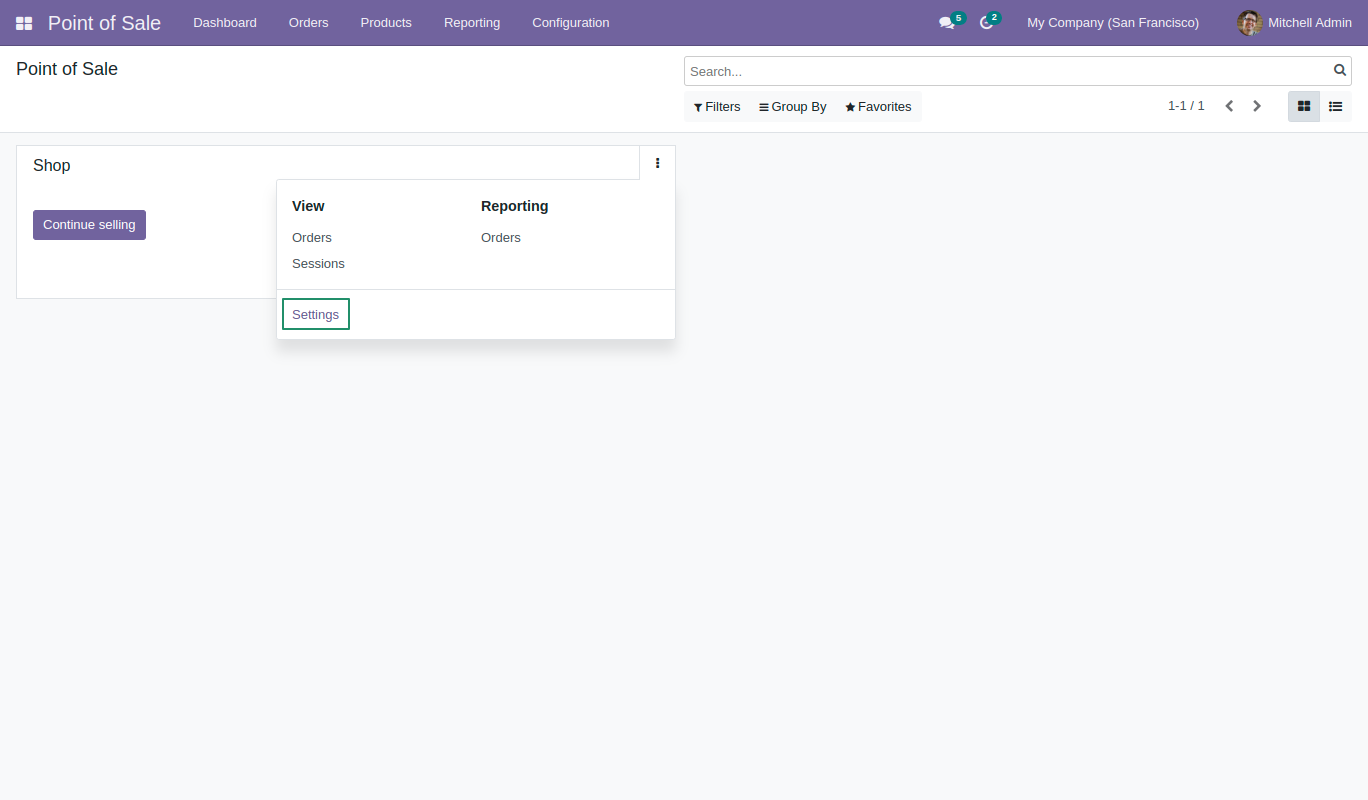 Point of Sale Dashboard Orders Products Reporting Configuration 5 2 My Company (San Francisco) Mitchell Admin
Point of Sale
Search...
Filters Group By Favorites 1-1 / 1
Shop
View Reporting
Continue selling
Orders Orders
Sessions
Settings